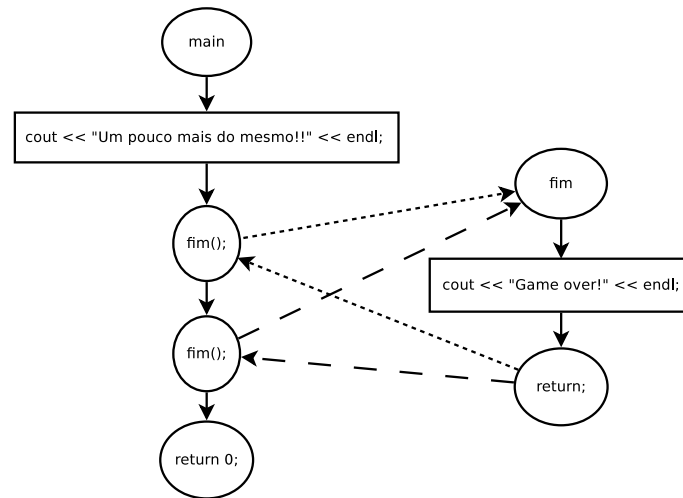 main
cout << "Um pouco mais do mesmo!!" << endl;
fim();
fim();
return 0;
fim
cout << "Game over!" << endl;
return;